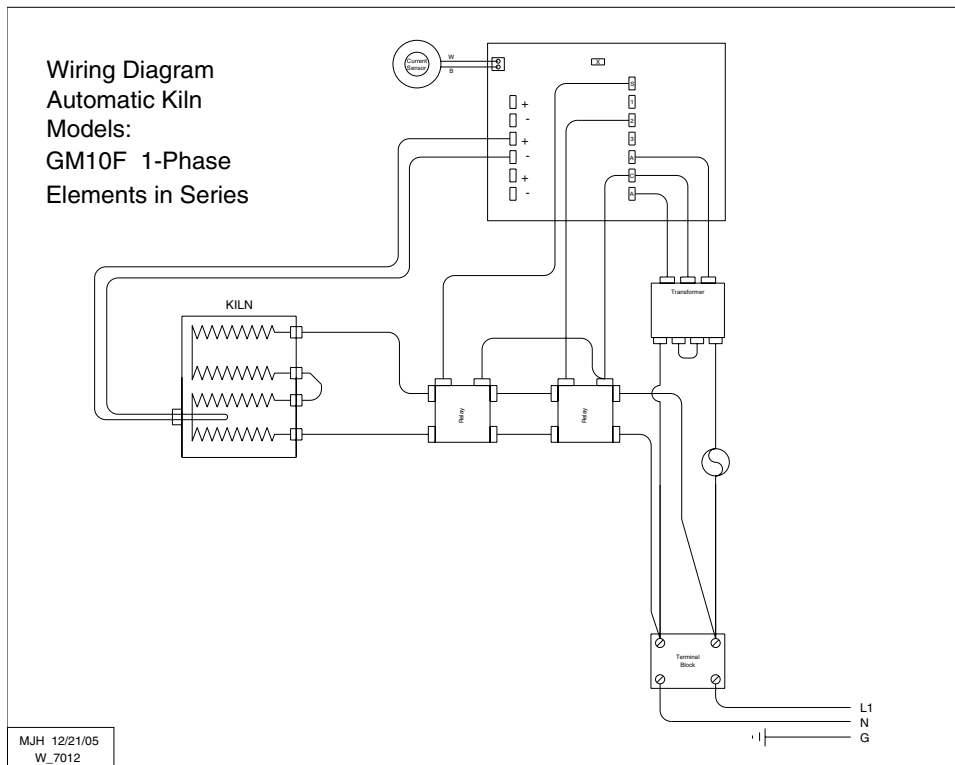 Wiring Diagram
Automatic Kiln
Models:
GM10F 1-Phase
Elements in Series
Current
Sensor
W
B
X
+
-
+
-
+
-
S
1
2
3
A
C
A
Transformer
KILN
Relay
Relay
Terminal
Block
L1
N
G
MJH 12/21/05
W_7012